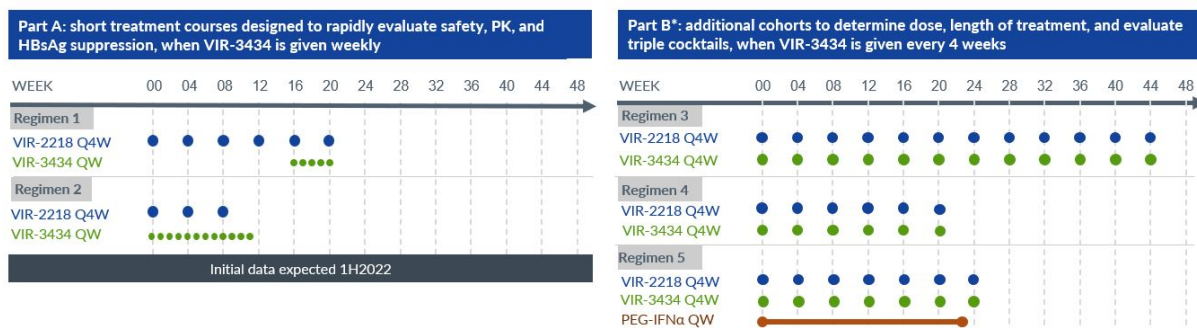 Part A: short treatment courses designed to rapidly evaluate safety, PK, and
HBsAg suppression, when VIR-3434 is given weekly
WEEK 00 04 08 12 16 20 24 28 32 36 40 44 48
Regimen 1
VIR-2218 Q4W
VIR-3434 QW
Regimen 2
VIR-2218 Q4W
VIR-3434 QW
Initial data expected 1H2022
Part B*: additional cohorts to determine dose, length of treatment, and evaluate
triple cocktails, when VIR-3434 is given every 4 weeks
WEEK 00 04 08 12 16 20 24 28 32 36 40 44 48
Regimen 3
VIR-2218 Q4W
VIR-3434 Q4W
Regimen 4
VIR-2218 Q4W
VIR-3434 Q4W
Regimen 5
VIR-2218 Q4W
VIR-3434 Q4W
PEG-IFNα QW